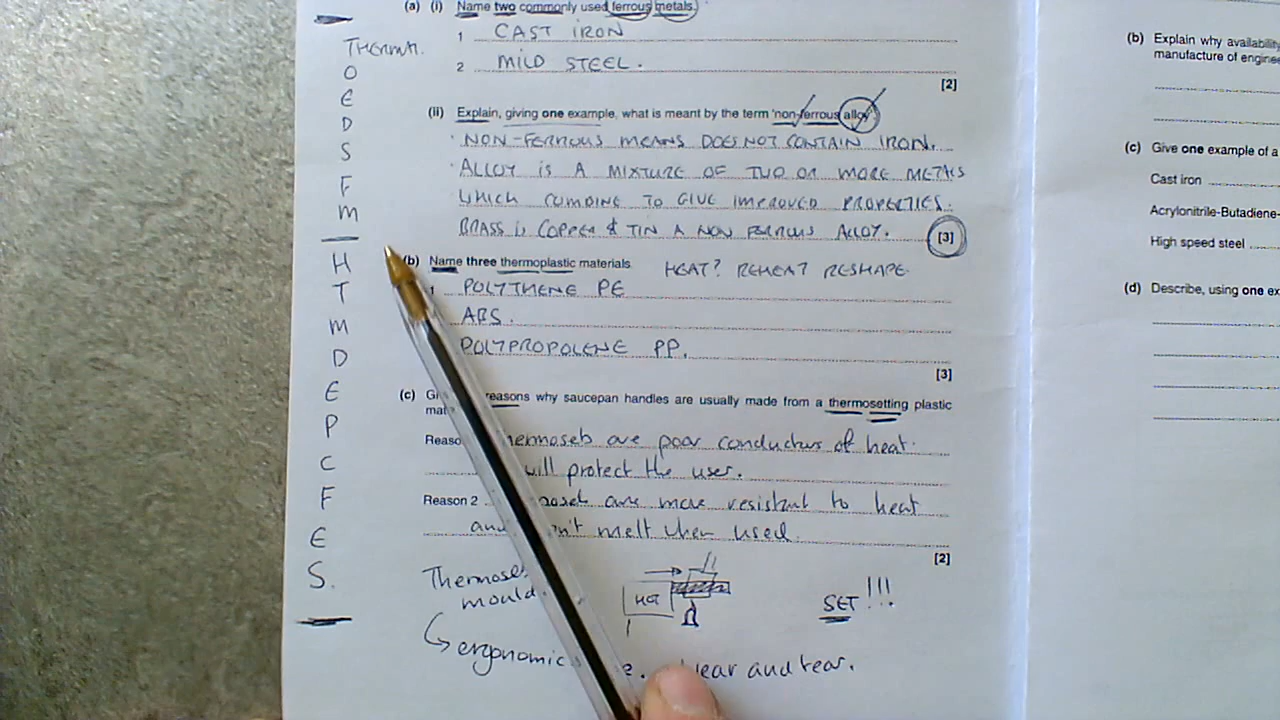 (a) (i) Name two commonly used ferrous metals.
1 CAST IRON
2 MILD STEEL.
[2]
(ii) Explain, giving one example, what is meant by the term 'non-ferrous alloy'.
NON-FERROUS MEANS DOES NOT CONTAIN IRON.
ALLOY IS A MIXTURE OF TWO OR MORE METALS
WHICH COMBINE TO GIVE IMPROVED PROPERTIES.
BRASS IS COPPER & TIN A NON FERROUS ALLOY.
[3]
(b) Name three thermoplastic materials
HEAT? REHEAT RESHAPE.
1 POLYTHENE PE
ABS.
POLYPROPOLENE PP.
[3]
(c) reasons why saucepan handles are usually made from a thermosetting plastic
are poor conductors of heat.
will protect the user.
Reason 2 are more resistant to heat
and melt when used.
[2]
mould.
HOT
SET!!!
ergonomic
and tear.
O
E
D
S
F
M
H
T
M
D
E
P
C
F
E
S.
(b) Explain why
manufacture of
(c) Give one example of a
Cast iron
Acrylonitrile-Butadiene-
High speed steel
(d) Describe, using one